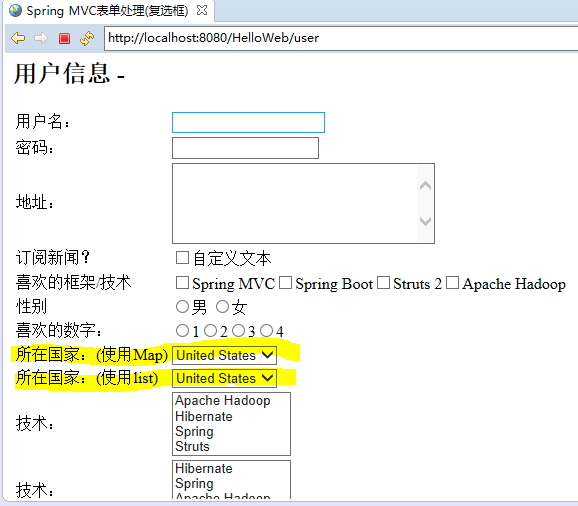 Spring MVC表单处理(复选框)
http://localhost:8080/HelloWeb/user
用户信息 -
用户名：
密码：
地址：
订阅新闻？ 自定义文本
喜欢的框架/技术 Spring MVC Spring Boot Struts 2 Apache Hadoop
性别 男 女
喜欢的数字： 1 2 3 4
所在国家：(使用Map) United States
所在国家：(使用list) United States
技术：
Apache Hadoop
Hibernate
Spring
Struts
技术：
Hibernate
Spring
Apache Hadoop